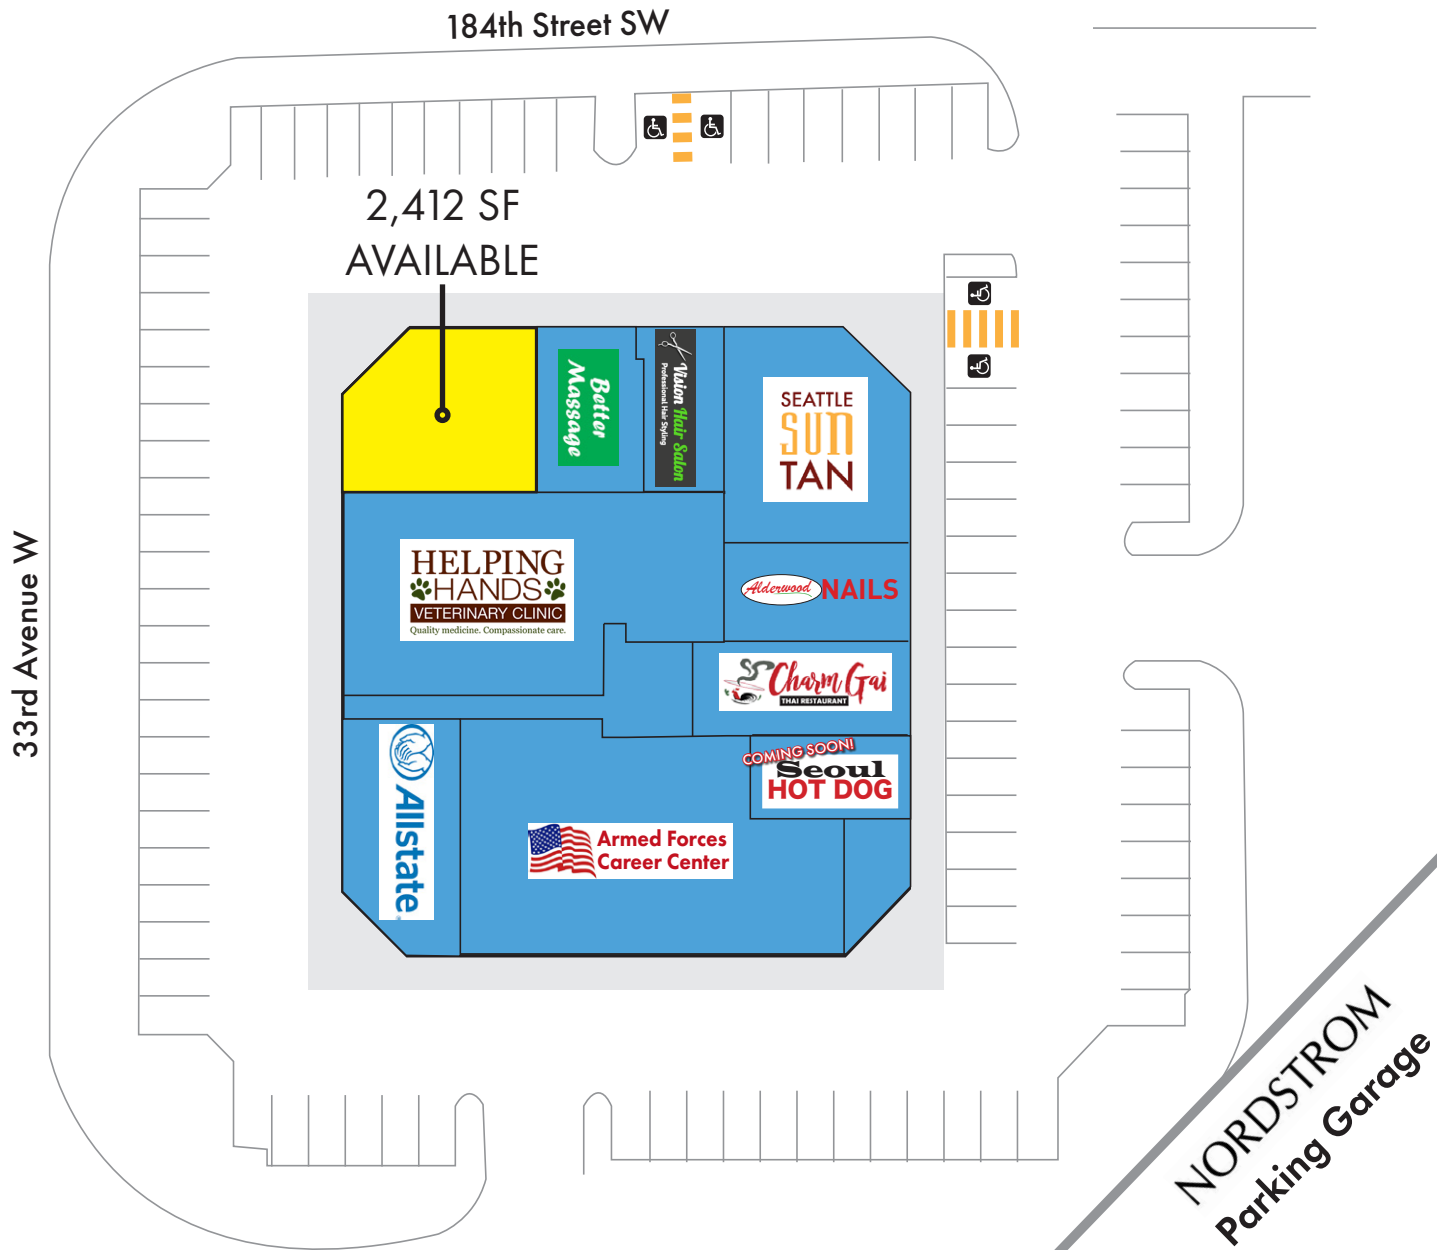 184th Street SW
2,412 SF
AVAILABLE
33rd Avenue W
Better
Massage
Vision Hair Salon
Professional Hair Styling
SEATTLE
SUN
TAN
HELPING
HANDS
VETERINARY CLINIC
Quality medicine. Compassionate care.
Alderwood NAILS
Charm Gai
THAI RESTAURANT
COMING SOON!
Seoul
HOT DOG
Allstate
Armed Forces
Career Center
NORDSTROM
Parking Garage